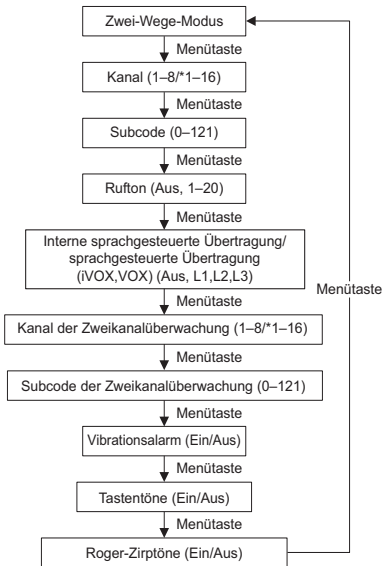 Zwei-Wege-Modus
Menütaste
Kanal (1–8/*1–16)
Menütaste
Subcode (0–121)
Menütaste
Rufton (Aus, 1–20)
Menütaste
Interne sprachgesteuerte Übertragung/
sprachgesteuerte Übertragung
(iVOX,VOX) (Aus, L1,L2,L3)
Menütaste
Menütaste
Kanal der Zweikanalüberwachung (1–8/*1–16)
Menütaste
Subcode der Zweikanalüberwachung (0–121)
Menütaste
Vibrationsalarm (Ein/Aus)
Menütaste
Tastentöne (Ein/Aus)
Menütaste
Roger-Zirptöne (Ein/Aus)